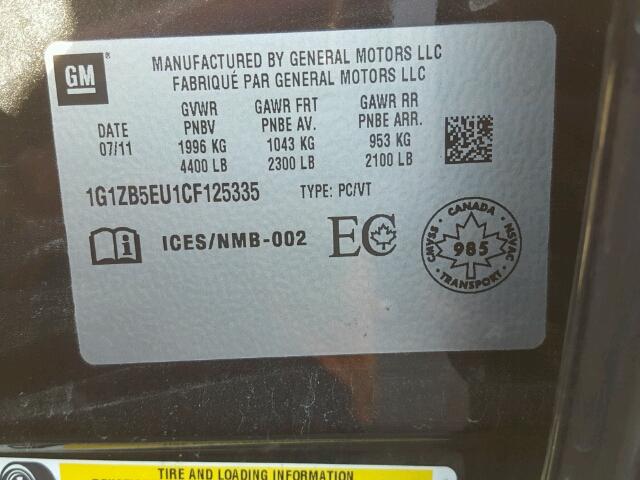 GM
MANUFACTURED BY GENERAL MOTORS LLC
FABRIQUÉ PAR GENERAL MOTORS LLC
DATE
07/11
GVWR
PNBV
1996 KG
4400 LB
GAWR FRT
PNBE AV.
1043 KG
2300 LB
GAWR RR
PNBE ARR.
953 KG
2100 LB
1G1ZB5EU1CF125335 TYPE: PC/VT
i ICES/NMB-002 EC
CANADA
CMVSS 985 NSVAC
TRANSPORT
TIRE AND LOADING INFORMATION